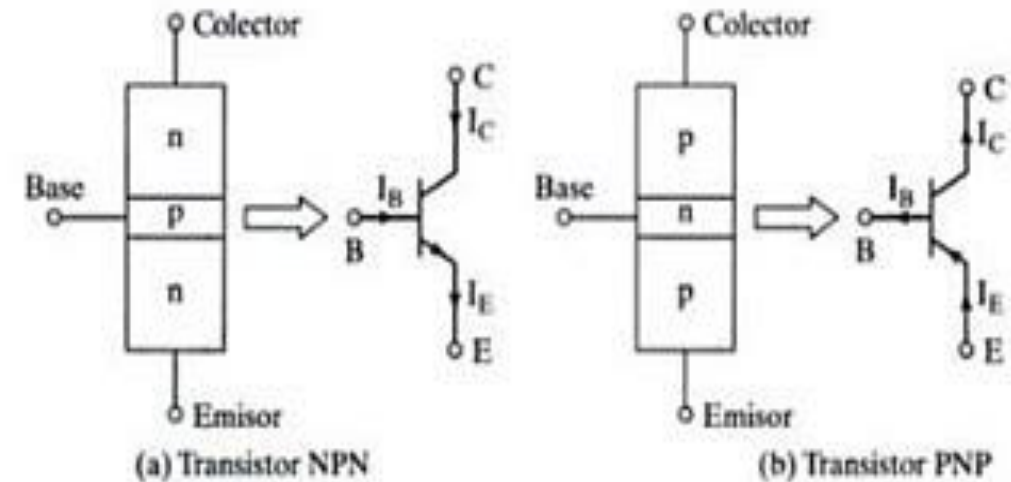 Colector
C
I_C
n
Base
p
I_B
B
n
I_E
E
Emisor
(a) Transistor NPN
Colector
C
I_C
p
Base
n
I_B
B
p
I_E
E
Emisor
(b) Transistor PNP